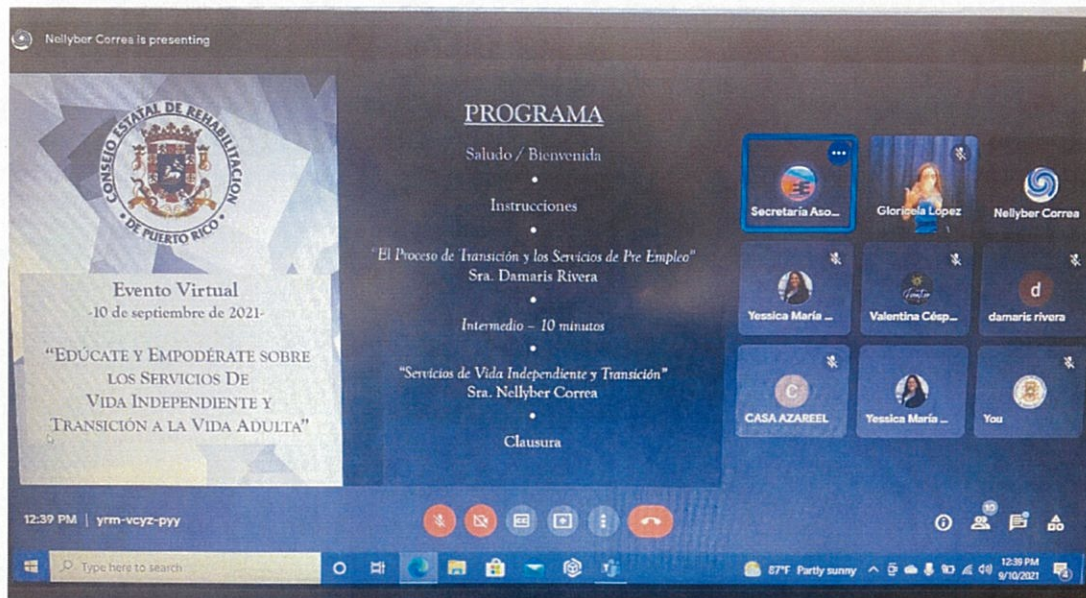 Nellyber Correa is presenting
CONSEJO ESTATAL DE REHABILITACION
• DE PUERTO RICO •
Evento Virtual
-10 de septiembre de 2021-
“EDÚCATE Y EMPODÉRATE SOBRE
LOS SERVICIOS DE
VIDA INDEPENDIENTE Y
TRANSICIÓN A LA VIDA ADULTA”
PROGRAMA
Saludo / Bienvenida
•
Instrucciones
•
"El Proceso de Transición y los Servicios de Pre Empleo"
Sra. Damaris Rivera
•
Intermedio – 10 minutos
•
"Servicios de Vida Independiente y Transición"
Sra. Nellyber Correa
•
Clausura
Secretaria Aso...
Gloricela Lopez
Nellyber Correa
Yessica María ...
Valentina Césp...
d
damaris rivera
C
CASA AZAREEL
Yessica María ...
You
12:39 PM | yrm-vcyz-pyy
10
Type here to search
87°F Partly sunny
12:39 PM
9/10/2021